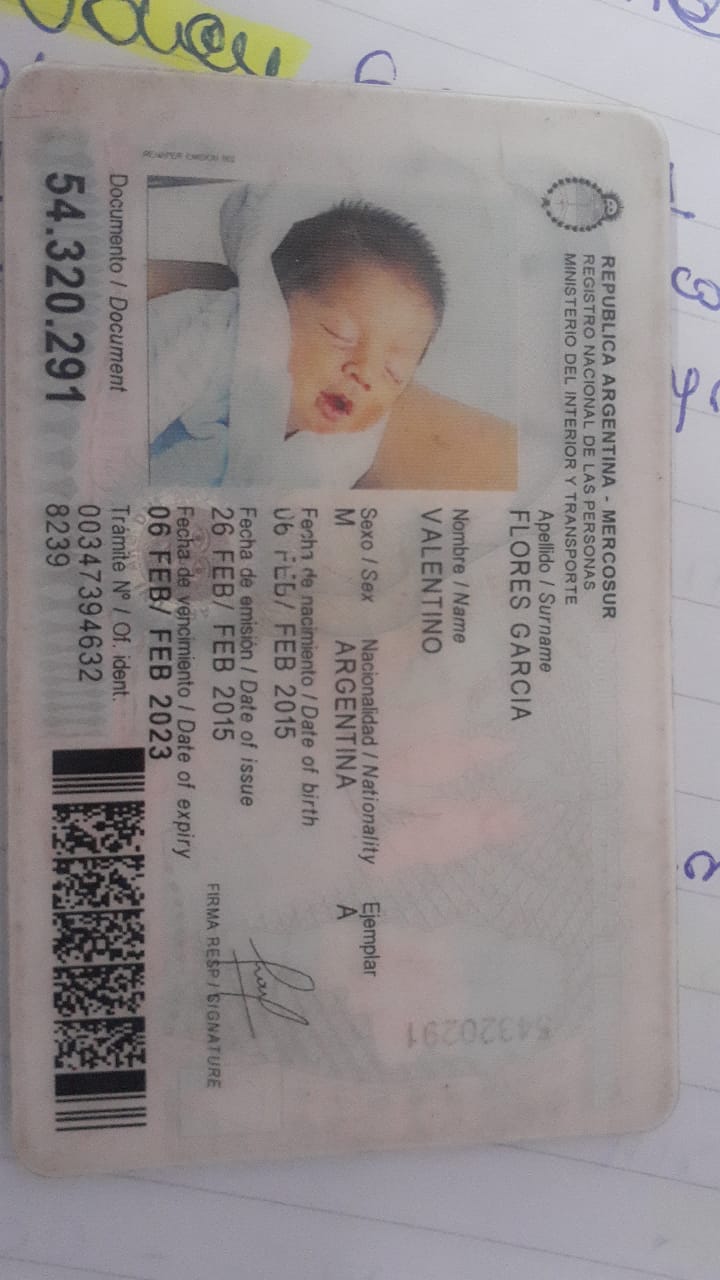 REPUBLICA ARGENTINA - MERCOSUR
REGISTRO NACIONAL DE LAS PERSONAS
MINISTERIO DEL INTERIOR Y TRANSPORTE
Apellido / Surname
FLORES GARCIA
Nombre / Name
VALENTINO
Sexo / Sex Nacionalidad / Nationality Ejemplar
M ARGENTINA A
Fecha de nacimiento / Date of birth
06 FEB/ FEB 2015
Fecha de emisión / Date of issue
26 FEB/ FEB 2015
Fecha de vencimiento / Date of expiry
06 FEB/ FEB 2023
FIRMA RESP / SIGNATURE
Documento / Document
54.320.291
Trámite Nº / Of. ident.
00347394632
8239
54320291